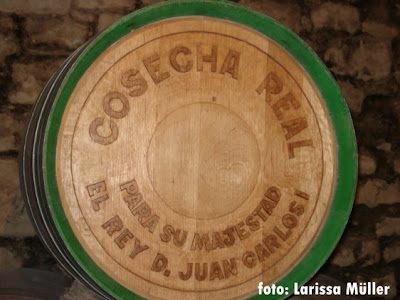 COSECHA REAL
PARA SU MAJESTAD
EL REY D. JUAN CARLOS I
foto: Larissa Müller